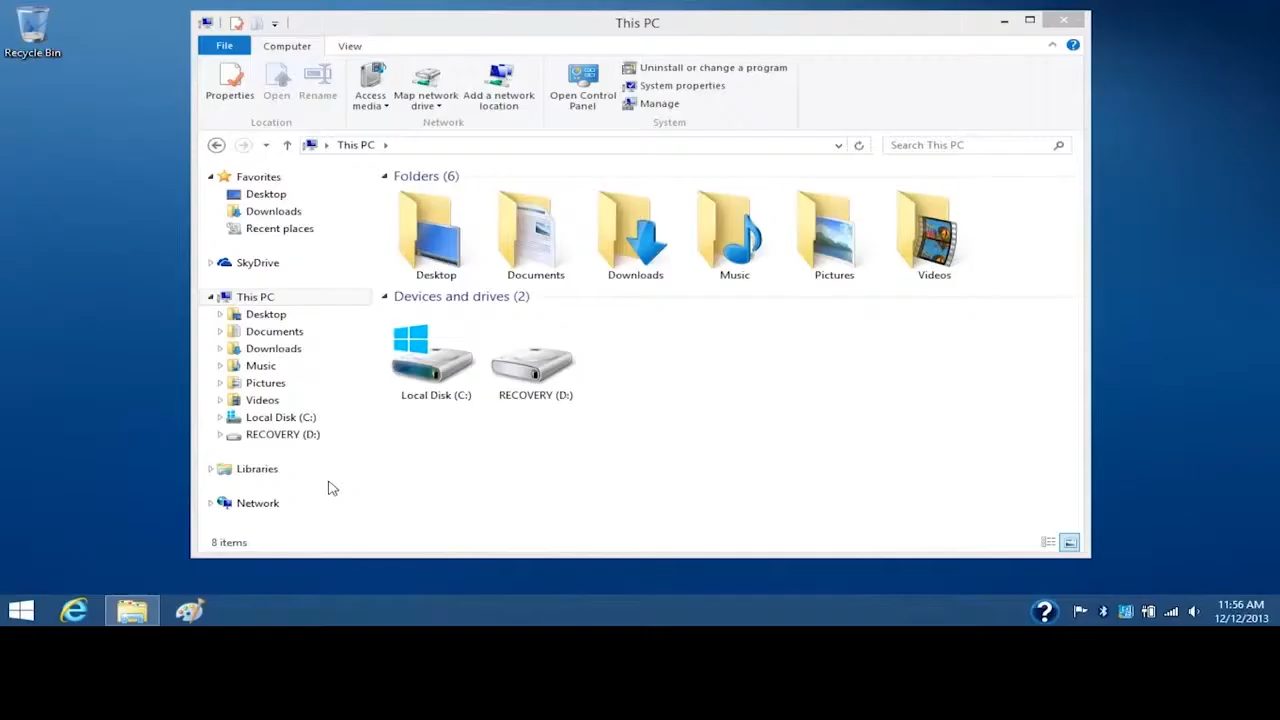 This PC
Recycle Bin
File Computer View
Uninstall or change a program
System properties
Manage
Properties Open Rename
Access media
Map network drive
Add a network location
Open Control Panel
Location Network System
This PC
Search This PC
Favorites
Desktop
Downloads
Recent places
SkyDrive
This PC
Desktop
Documents
Downloads
Music
Pictures
Videos
Local Disk (C:)
RECOVERY (D:)
Libraries
Network
Folders (6)
Desktop Documents Downloads Music Pictures Videos
Devices and drives (2)
Local Disk (C:) RECOVERY (D:)
8 items
11:56 AM
12/12/2013